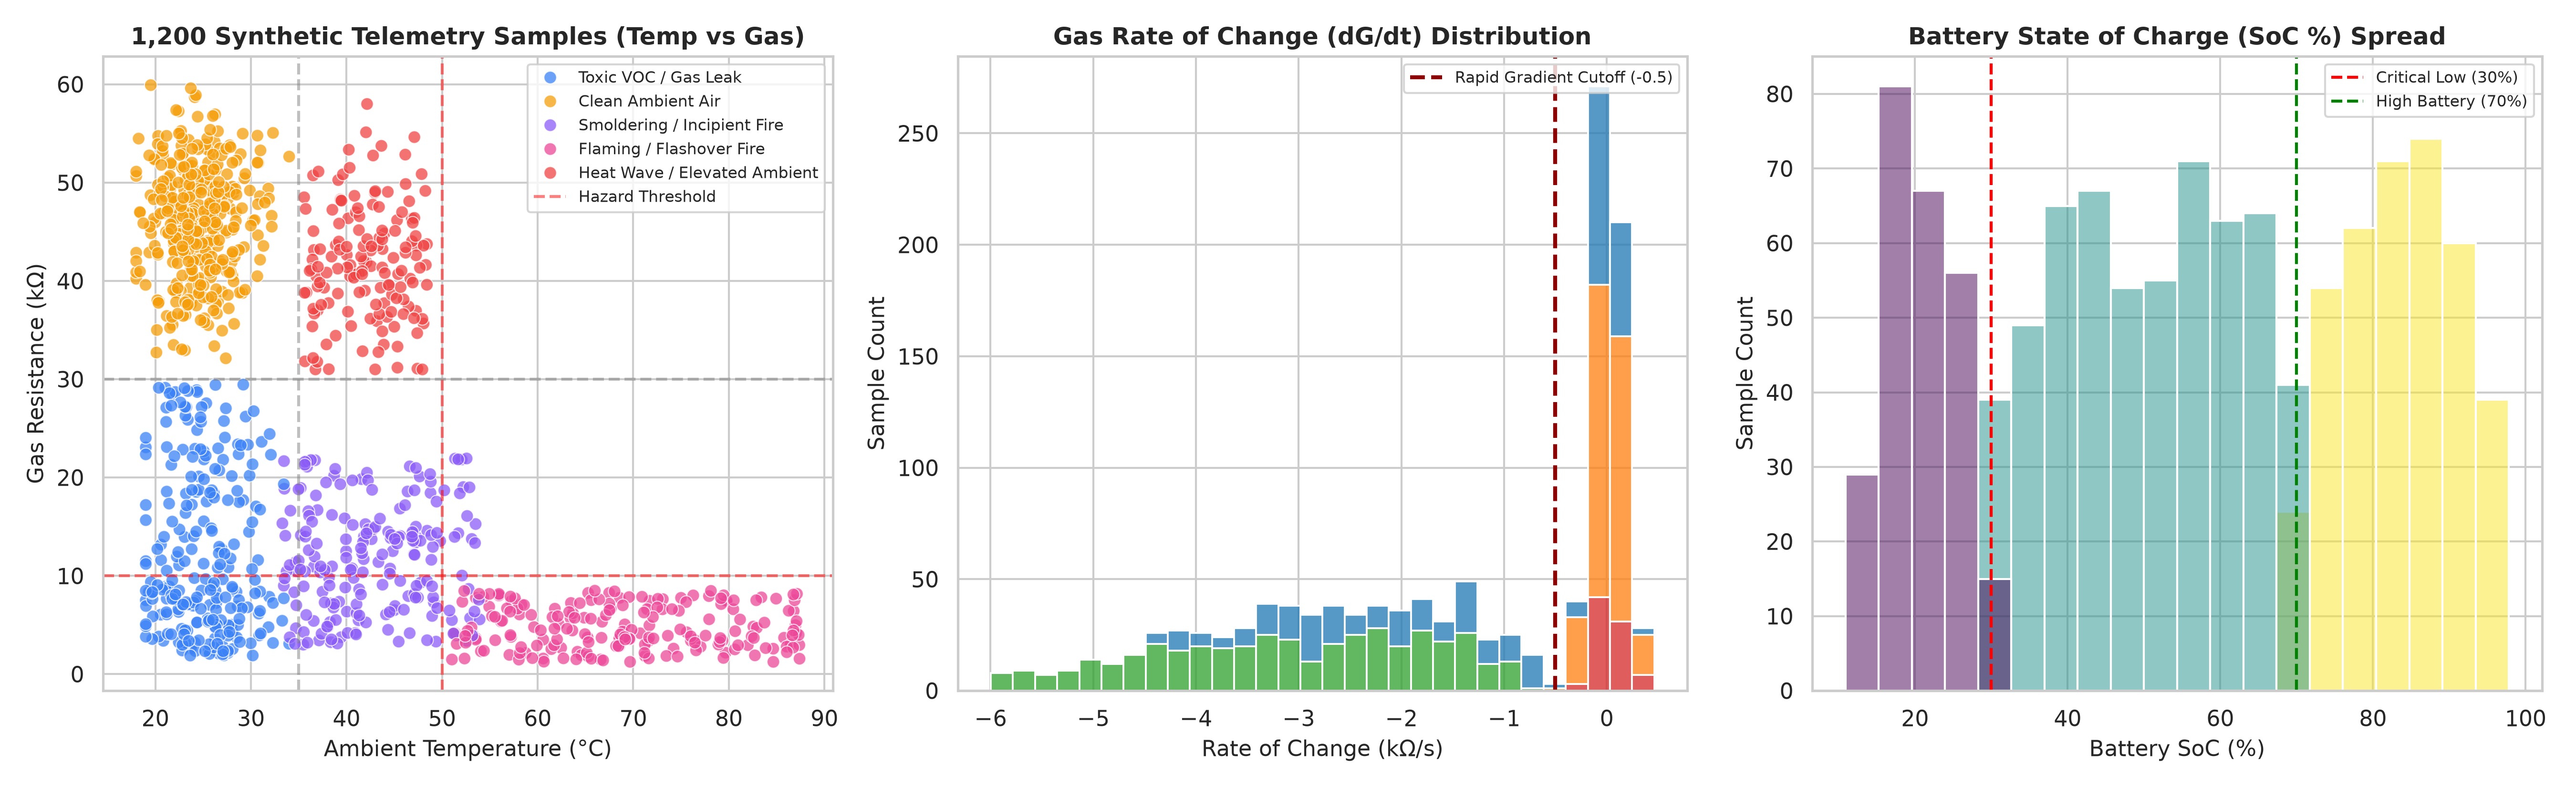 1,200 Synthetic Telemetry Samples (Temp vs Gas)
Toxic VOC / Gas Leak
Clean Ambient Air
Smoldering / Incipient Fire
Flaming / Flashover Fire
Heat Wave / Elevated Ambient
Hazard Threshold
60
50
40
30
20
10
0
Gas Resistance (kΩ)
20 30 40 50 60 70 80 90
Ambient Temperature (°C)
Gas Rate of Change (dG/dt) Distribution
Rapid Gradient Cutoff (-0.5)
250
200
150
100
50
0
Sample Count
−6 −5 −4 −3 −2 −1 0
Rate of Change (kΩ/s)
Battery State of Charge (SoC %) Spread
Critical Low (30%)
High Battery (70%)
80
70
60
50
40
30
20
10
0
Sample Count
20 40 60 80 100
Battery SoC (%)